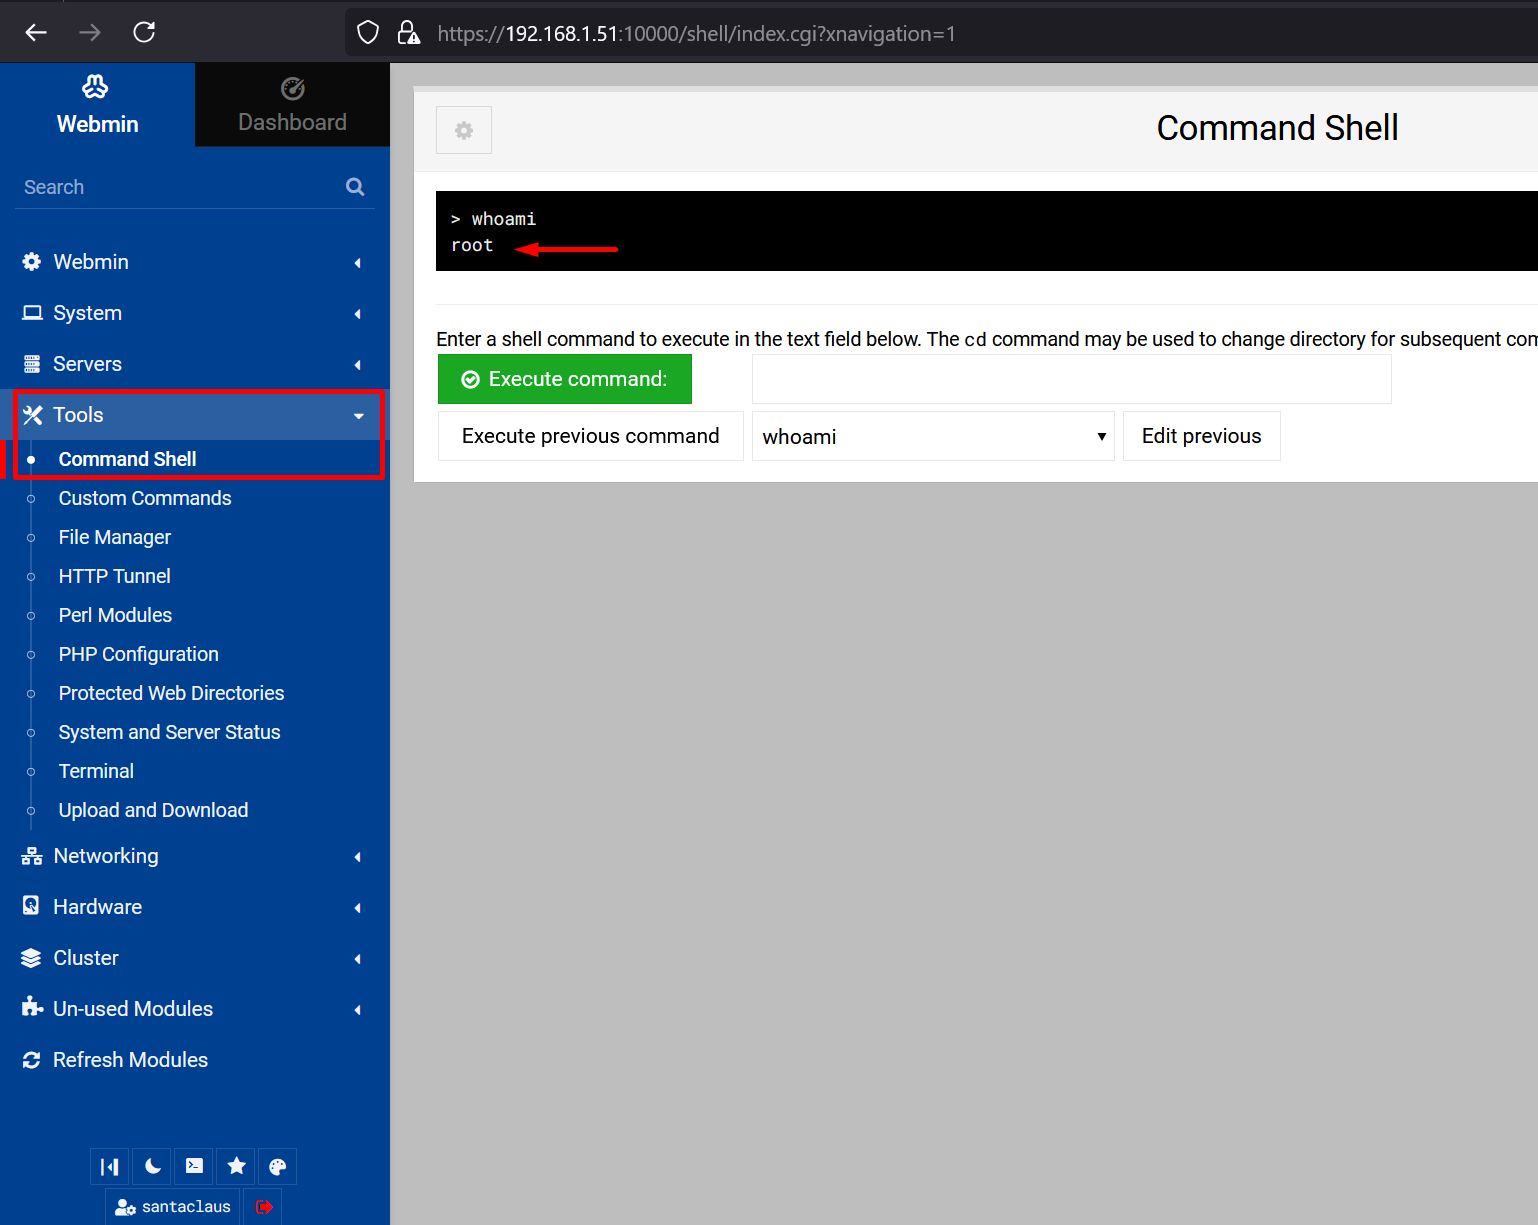 https://192.168.1.51:10000/shell/index.cgi?xnavigation=1
Webmin
Dashboard
Search
Webmin
System
Servers
Tools
Command Shell
Custom Commands
File Manager
HTTP Tunnel
Perl Modules
PHP Configuration
Protected Web Directories
System and Server Status
Terminal
Upload and Download
Networking
Hardware
Cluster
Un-used Modules
Refresh Modules
santaclaus
Command Shell
> whoami
root
Enter a shell command to execute in the text field below. The cd command may be used to change directory for subsequent com
Execute command:
Execute previous command whoami Edit previous